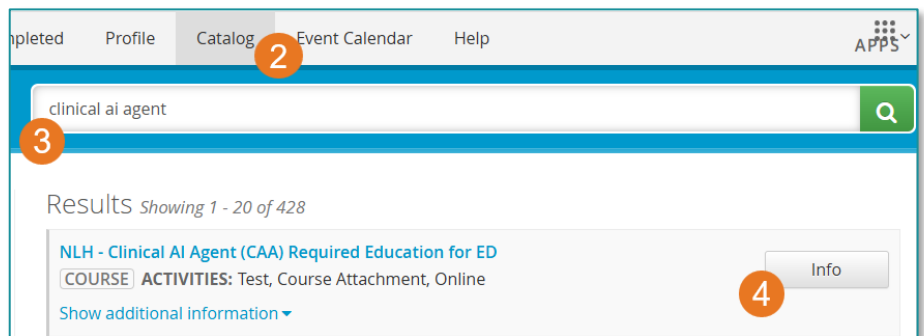 npleted Profile Catalog Event Calendar Help APPS
2
clinical ai agent
3
Results Showing 1 - 20 of 428
NLH - Clinical AI Agent (CAA) Required Education for ED
COURSE ACTIVITIES: Test, Course Attachment, Online
Info
4
Show additional information